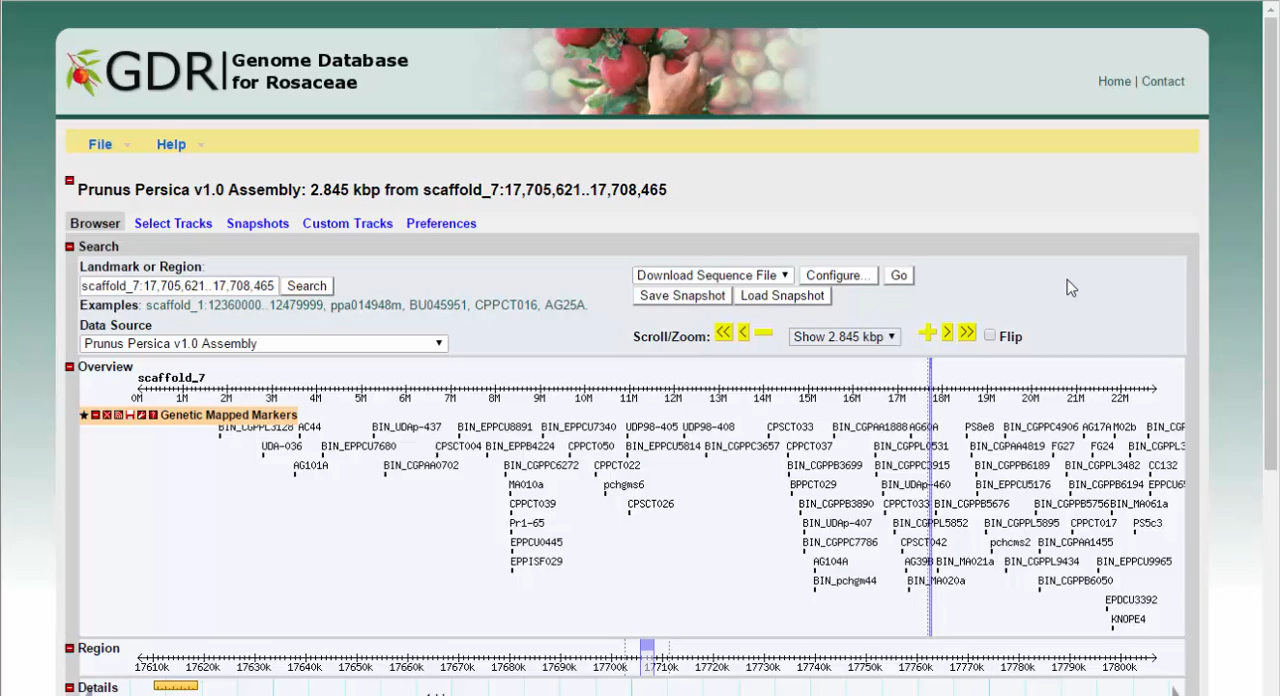 GDR Genome Database
for Rosaceae
Home | Contact
File Help
Prunus Persica v1.0 Assembly: 2.845 kbp from scaffold_7:17,705,621..17,708,465
Browser Select Tracks Snapshots Custom Tracks Preferences
Search
Landmark or Region:
scaffold_7:17,705,621..17,708,465 Search
Examples: scaffold_1:12360000..12479999, ppa014948m, BU045951, CPPCT016, AG25A.
Data Source
Prunus Persica v1.0 Assembly
Download Sequence File Configure... Go
Save Snapshot Load Snapshot
Scroll/Zoom: Show 2.845 kbp Flip
Overview
scaffold_7
0M 1M 2M 3M 4M 5M 6M 7M 8M 9M 10M 11M 12M 13M 14M 15M 16M 17M 18M 19M 20M 21M 22M
Genetic Mapped Markers
BIN_CGPPL3128 AC44 BIN_UDAp-437 BIN_EPPCU8891 BIN_EPPCU7340 UDP98-405 UDP98-408 CPSCT033 BIN_CGPAA1888 AG60A PS8e8 BIN_CGPPC4906 AG17A M02b BIN_CGP
UDA-036 BIN_EPPCU7680 CPSCT004 BIN_EPPB4224 CPPCT050 BIN_EPPCU5814 BIN_CGPPC3657 CPPCT037 BIN_CGPPL0531 BIN_CGPAA4819 FG27 FG24 BIN_CGPPL3
AG101A BIN_CGPAA0702 BIN_CGPPC6272 CPPCT022 BIN_CGPPB3699 BIN_CGPPC3915 BIN_CGPPB6189 BIN_CGPPL3482 CC132
MA010a pchgms6 BPPCT029 BIN_UDAp-460 BIN_EPPCU5176 BIN_CGPPB6194 EPPCU6
CPPCT039 CPSCT026 BIN_CGPPB3890 CPPCT033 BIN_CGPPB5676 BIN_CGPPB5756 BIN_MA061a
Pr1-65 BIN_UDAp-407 BIN_CGPPL5852 BIN_CGPPL5895 CPPCT017 PS5c3
EPPCU0445 BIN_CGPPC7786 CPSCT042 pchcms2 BIN_CGPAA1455
EPPISF029 AG104A AG39B BIN_MA021a BIN_CGPPL9434 BIN_EPPCU9965
BIN_pchgm44 BIN_MA020a BIN_CGPPB6050
EPDCU3392
KNOPE4
Region
17610k 17620k 17630k 17640k 17650k 17660k 17670k 17680k 17690k 17700k 17710k 17720k 17730k 17740k 17750k 17760k 17770k 17780k 17790k 17800k
Details